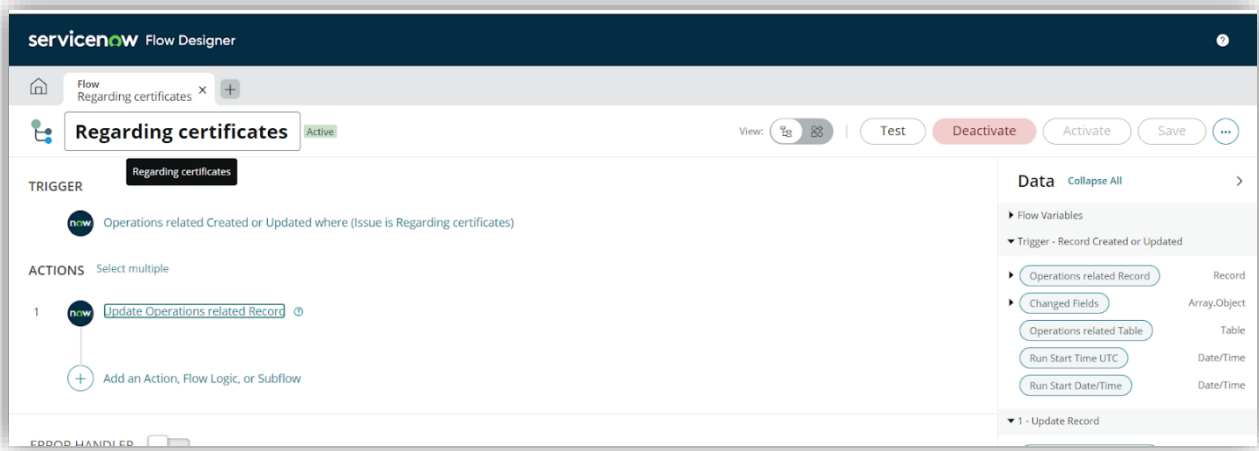 servicenow Flow Designer
Flow
Regarding certificates
Regarding certificates Active
View: Test Deactivate Activate Save
Regarding certificates
TRIGGER
now Operations related Created or Updated where (Issue is Regarding certificates)
ACTIONS Select multiple
1 now Update Operations related Record
Add an Action, Flow Logic, or Subflow
ERROR HANDLER
Data Collapse All
Flow Variables
Trigger - Record Created or Updated
Operations related Record Record
Changed Fields Array.Object
Operations related Table Table
Run Start Time UTC Date/Time
Run Start Date/Time Date/Time
1 - Update Record